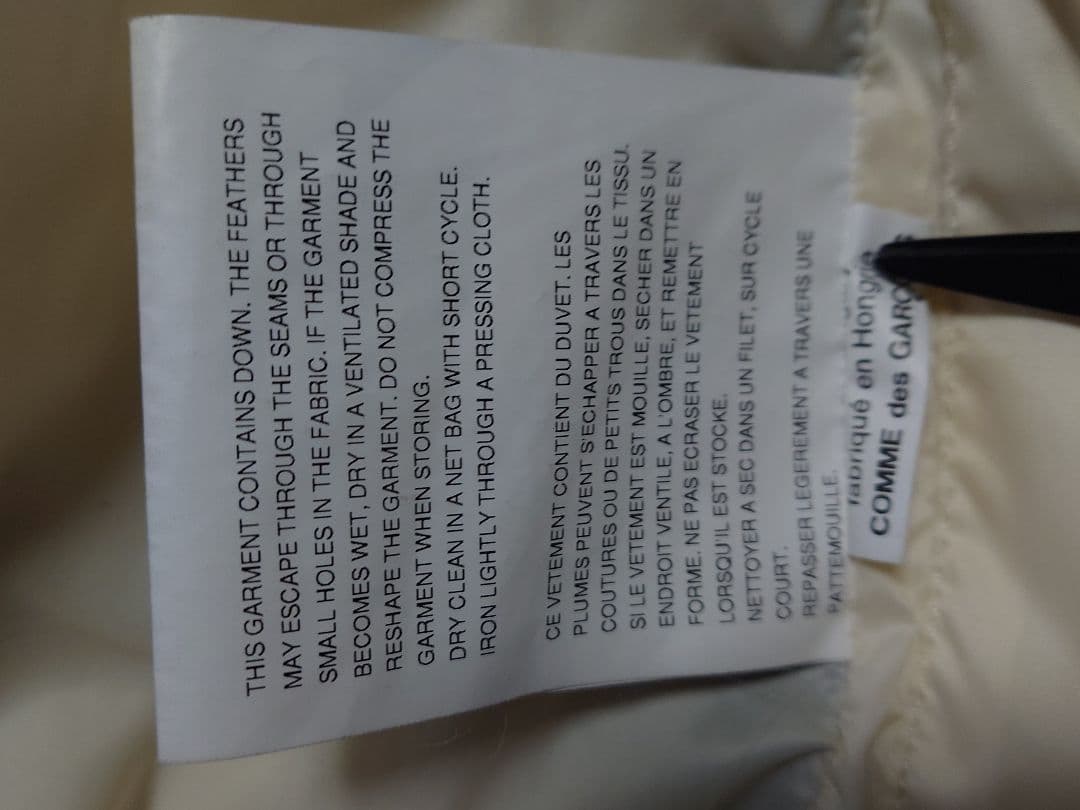 THIS GARMENT CONTAINS DOWN. THE FEATHERS
MAY ESCAPE THROUGH THE SEAMS OR THROUGH
SMALL HOLES IN THE FABRIC. IF THE GARMENT
BECOMES WET, DRY IN A VENTILATED SHADE AND
RESHAPE THE GARMENT. DO NOT COMPRESS THE
GARMENT WHEN STORING.
DRY CLEAN IN A NET BAG WITH SHORT CYCLE.
IRON LIGHTLY THROUGH A PRESSING CLOTH.
CE VETEMENT CONTIENT DU DUVET. LES
PLUMES PEUVENT S'ECHAPPER A TRAVERS LES
COUTURES OU DE PETITS TROUS DANS LE TISSU.
SI LE VETEMENT EST MOUILLE, SECHER DANS UN
ENDROIT VENTILE, A L'OMBRE, ET REMETTRE EN
FORME. NE PAS ECRASER LE VETEMENT
LORSQU'IL EST STOCKE.
NETTOYER A SEC DANS UN FILET, SUR CYCLE
COURT.
REPASSER LEGEREMENT A TRAVERS UNE
PATTEMOUILLE.
fabriqué en Hongrie
COMME des GARÇONS